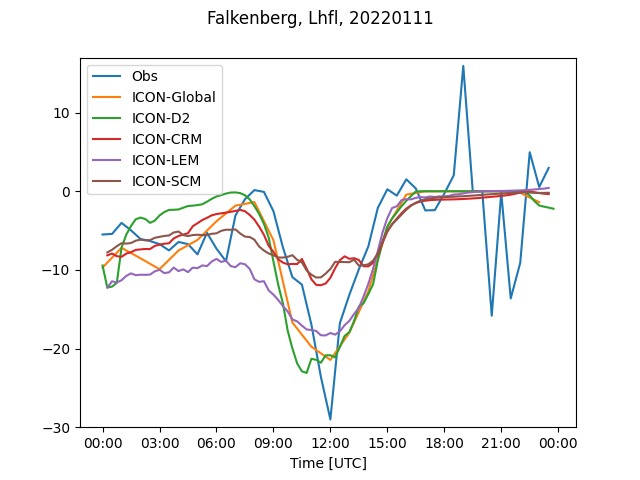 Falkenberg, Lhfl, 20220111
Obs
ICON-Global
ICON-D2
ICON-CRM
ICON-LEM
ICON-SCM
10
0
−10
−20
−30
00:00 03:00 06:00 09:00 12:00 15:00 18:00 21:00 00:00
Time [UTC]